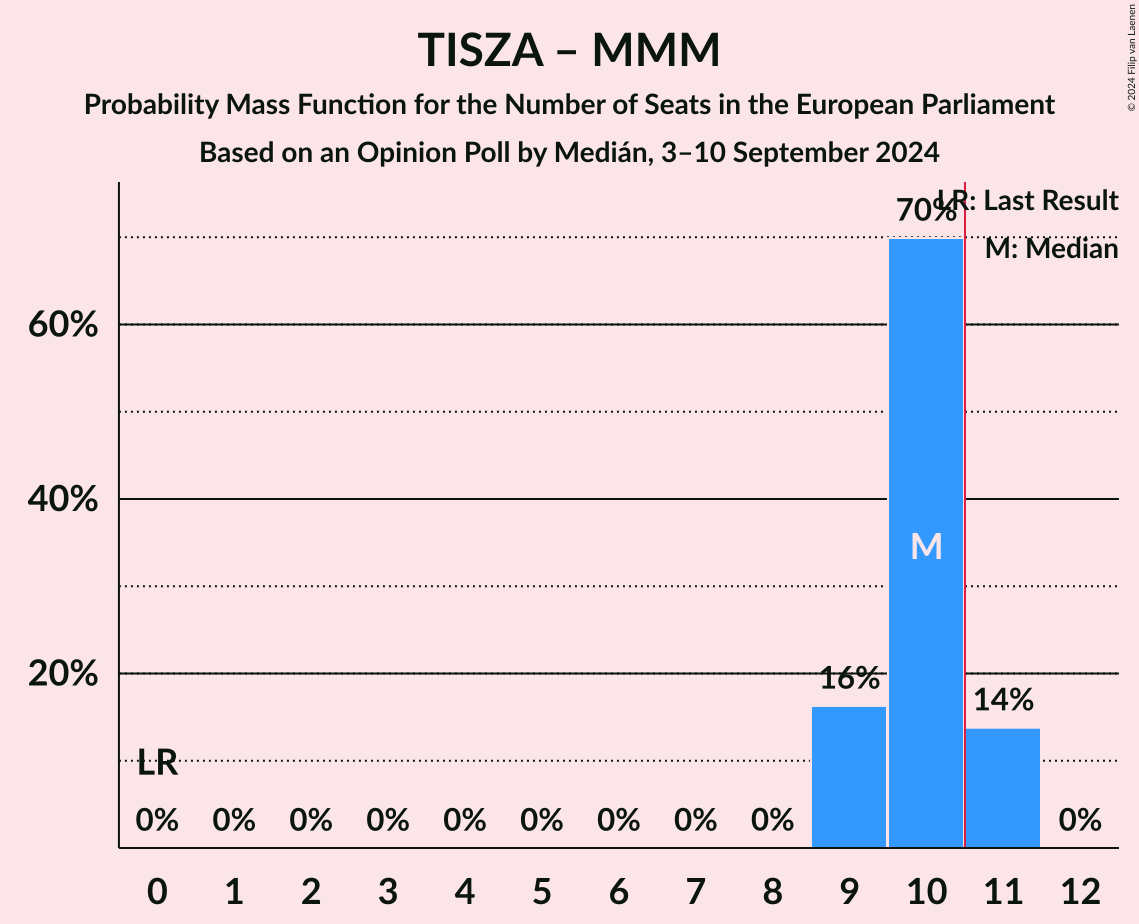 TISZA – MMM
Probability Mass Function for the Number of Seats in the European Parliament
Based on an Opinion Poll by Medián, 3–10 September 2024
© 2024 Filip van Laenen
LR: Last Result
M: Median
70%
60%
40%
M
20%
16%
14%
LR
0% 0% 0% 0% 0% 0% 0% 0% 0% 0%
0 1 2 3 4 5 6 7 8 9 10 11 12